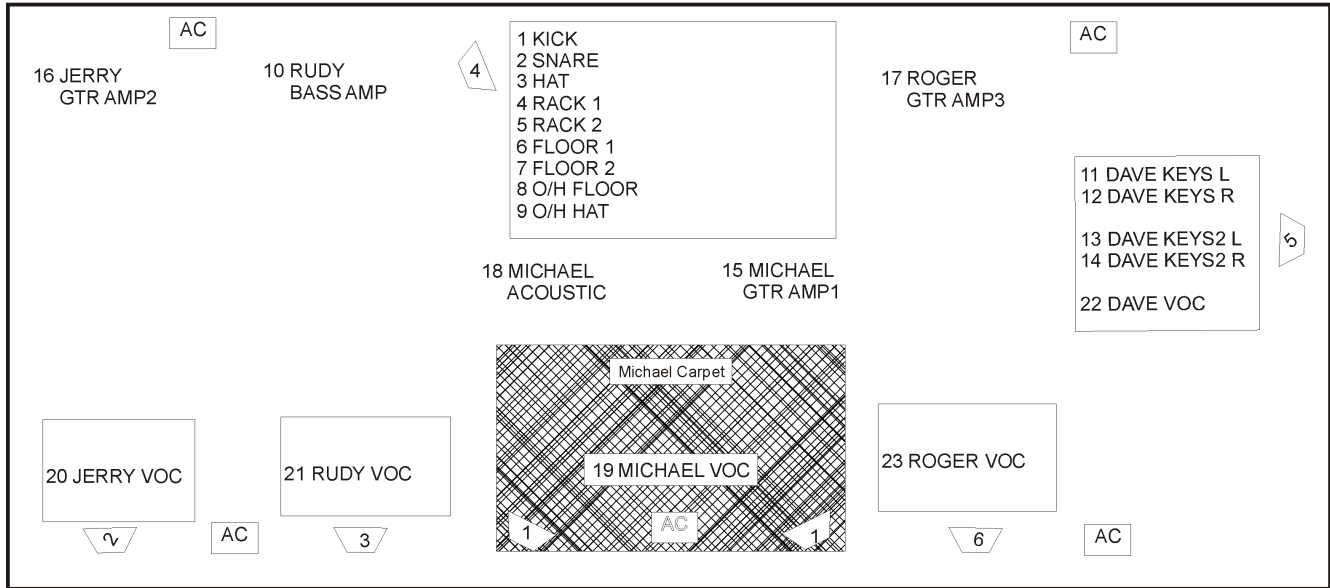 AC
AC
16 JERRY
GTR AMP2
10 RUDY
BASS AMP
4
1 KICK
2 SNARE
3 HAT
4 RACK 1
5 RACK 2
6 FLOOR 1
7 FLOOR 2
8 O/H FLOOR
9 O/H HAT
17 ROGER
GTR AMP3
11 DAVE KEYS L
12 DAVE KEYS R
13 DAVE KEYS2 L
14 DAVE KEYS2 R
22 DAVE VOC
5
18 MICHAEL
ACOUSTIC
15 MICHAEL
GTR AMP1
Michael Carpet
20 JERRY VOC
21 RUDY VOC
19 MICHAEL VOC
23 ROGER VOC
2
AC
3
1
AC
1
6
AC